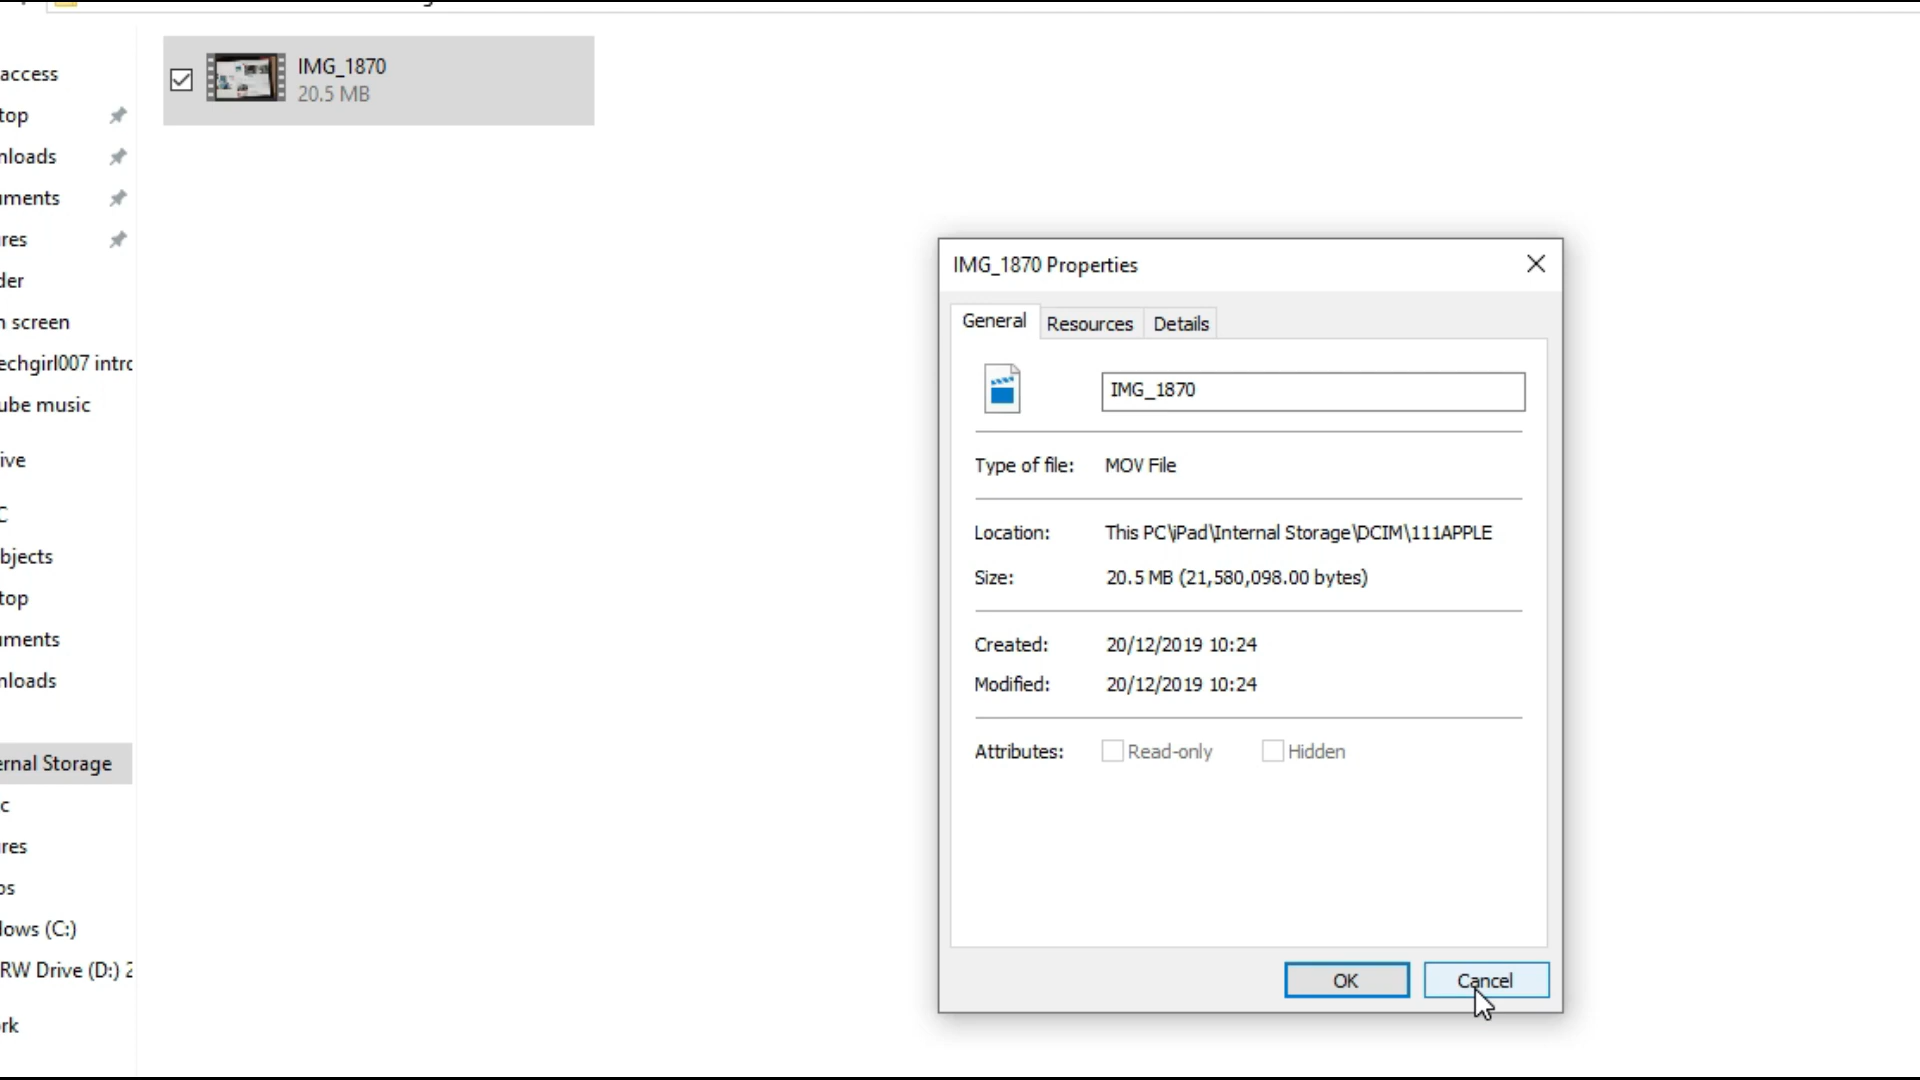 access
top
nloads
uments
res
der
n screen
echgirl007 intro
ube music
ive
C
bjects
top
uments
nloads
ernal Storage
c
res
os
lows (C:)
RW Drive (D:) 2
rk
IMG_1870
20.5 MB
IMG_1870 Properties
General Resources Details
IMG_1870
Type of file: MOV File
Location: This PC\iPad\Internal Storage\DCIM\111APPLE
Size: 20.5 MB (21,580,098.00 bytes)
Created: 20/12/2019 10:24
Modified: 20/12/2019 10:24
Attributes: Read-only Hidden
OK Cancel